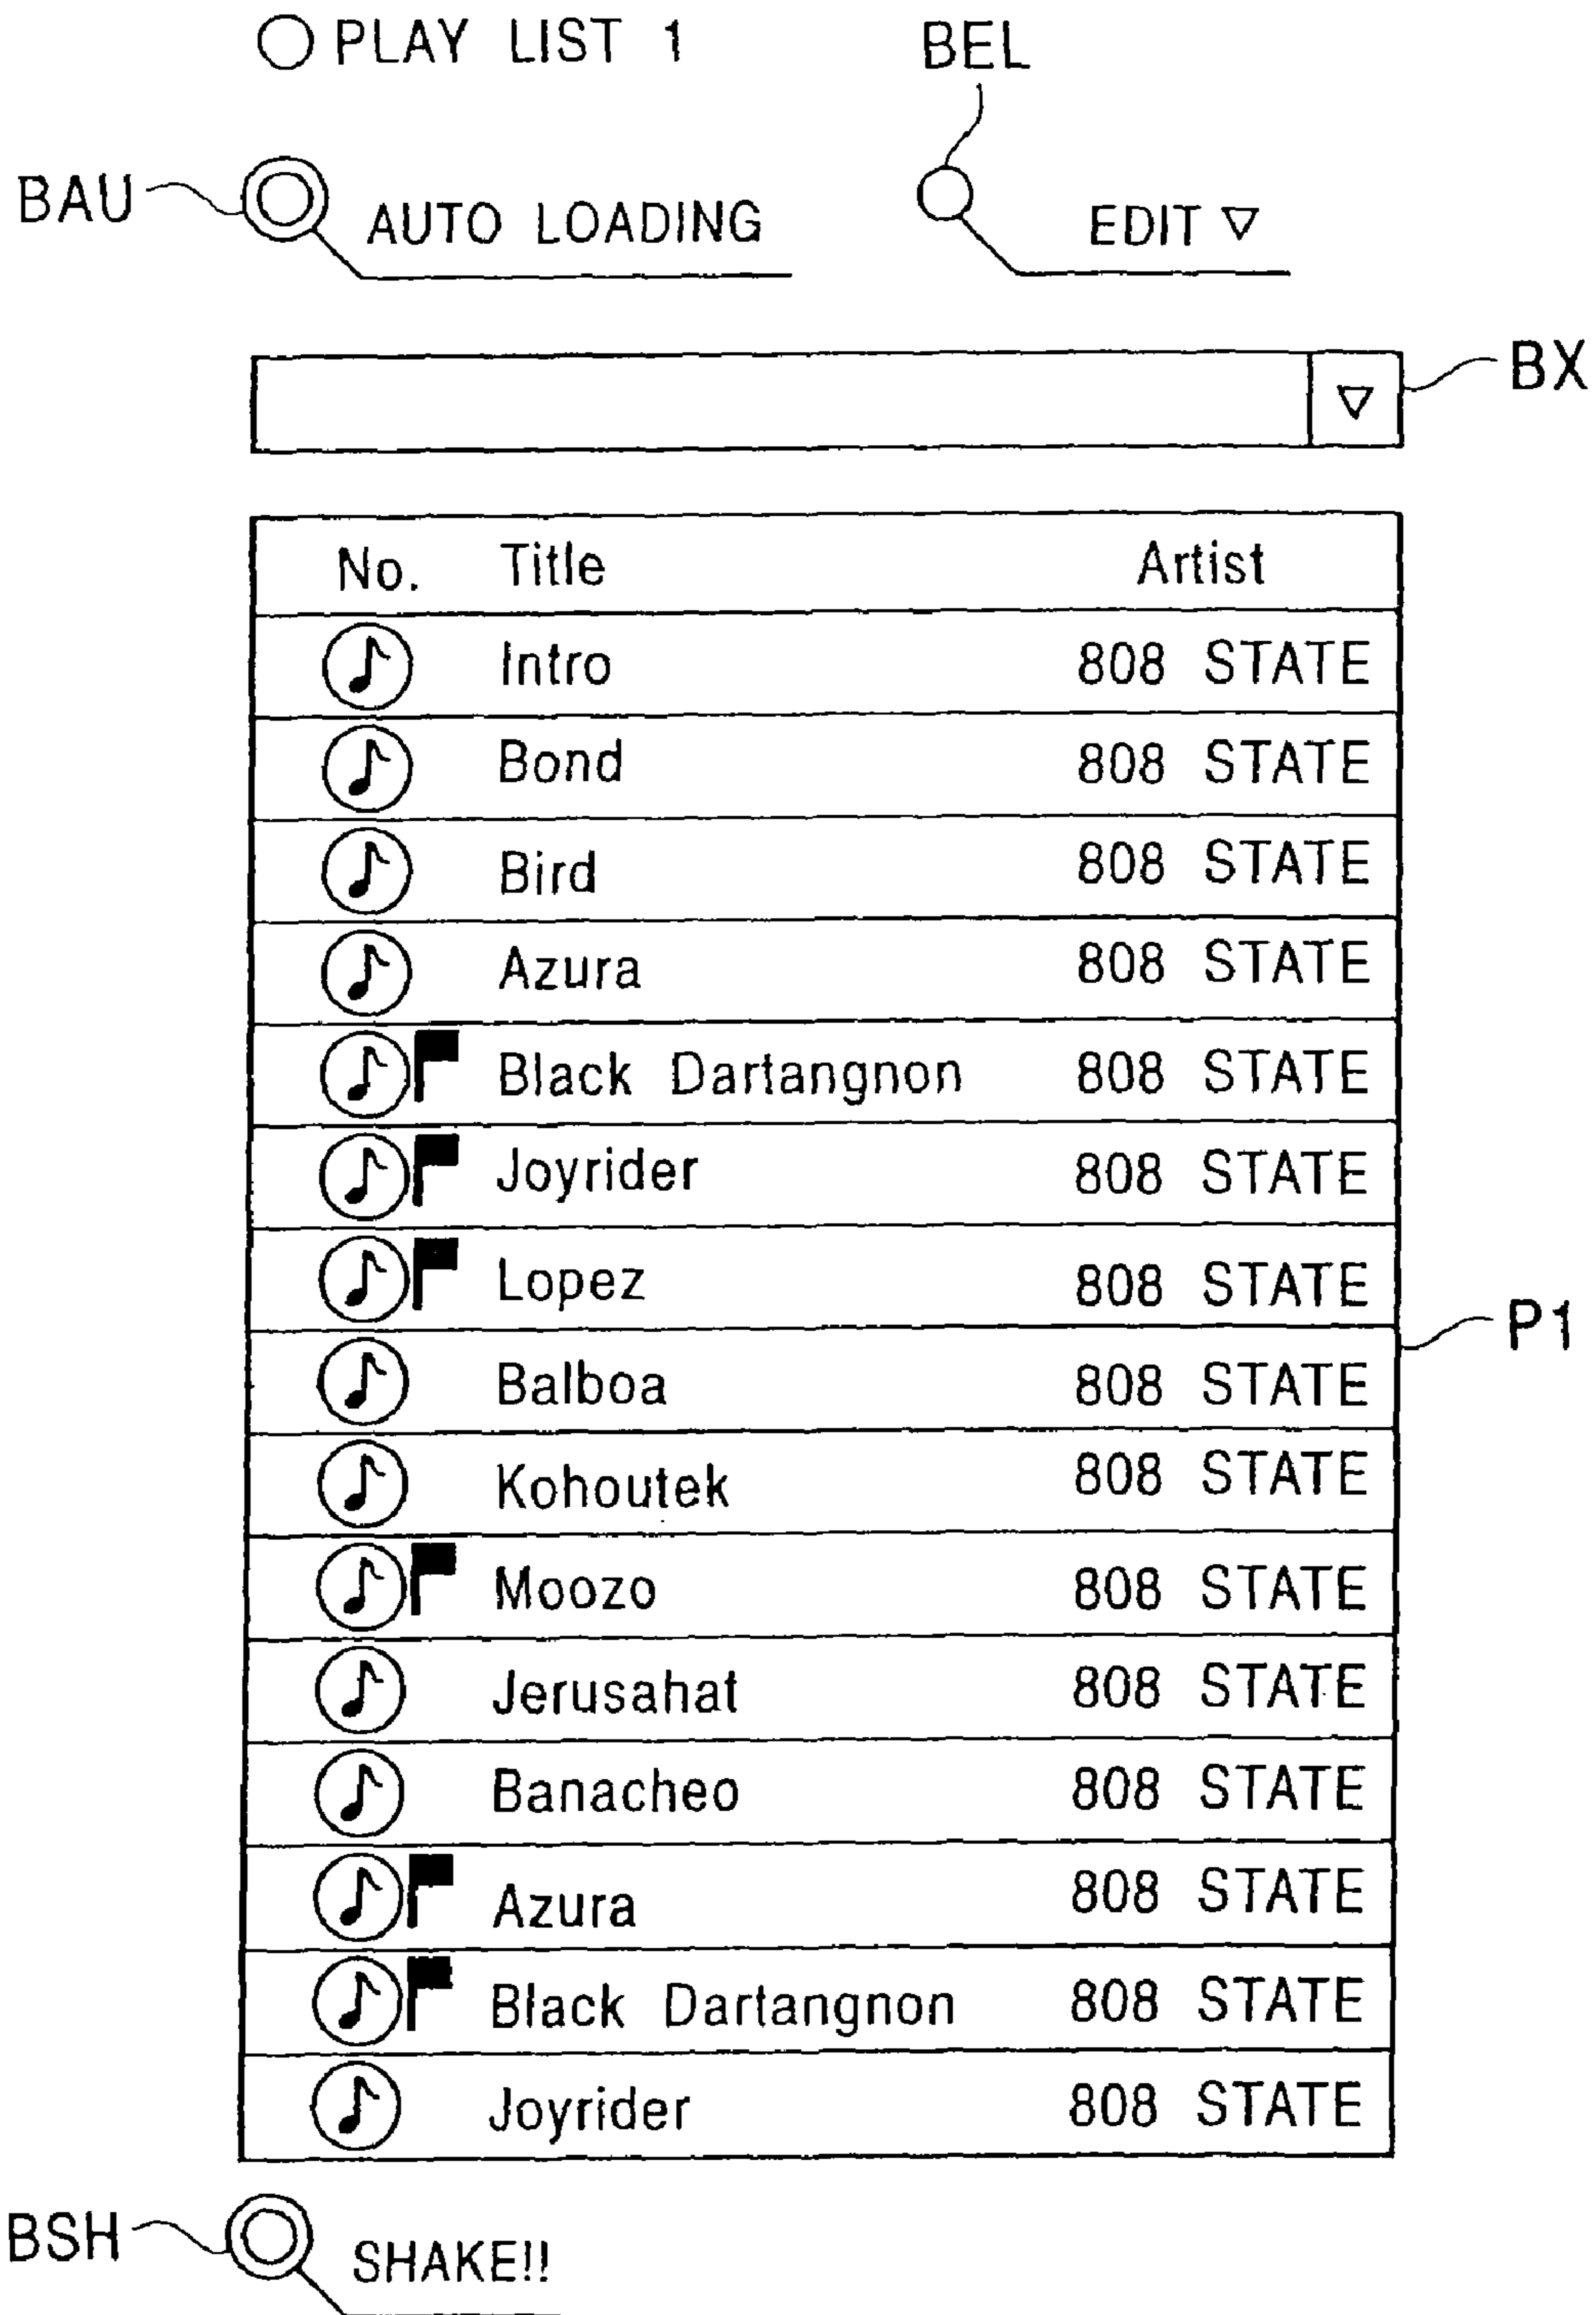 PLAY LIST 1
BEL
BAU
AUTO LOADING
EDIT ▽
BX
▽
No. Title Artist
Intro 808 STATE
Bond 808 STATE
Bird 808 STATE
Azura 808 STATE
Black Dartangnon 808 STATE
Joyrider 808 STATE
Lopez 808 STATE
P1
Balboa 808 STATE
Kohoutek 808 STATE
Moozo 808 STATE
Jerusahat 808 STATE
Banacheo 808 STATE
Azura 808 STATE
Black Dartangnon 808 STATE
Joyrider 808 STATE
BSH
SHAKE!!